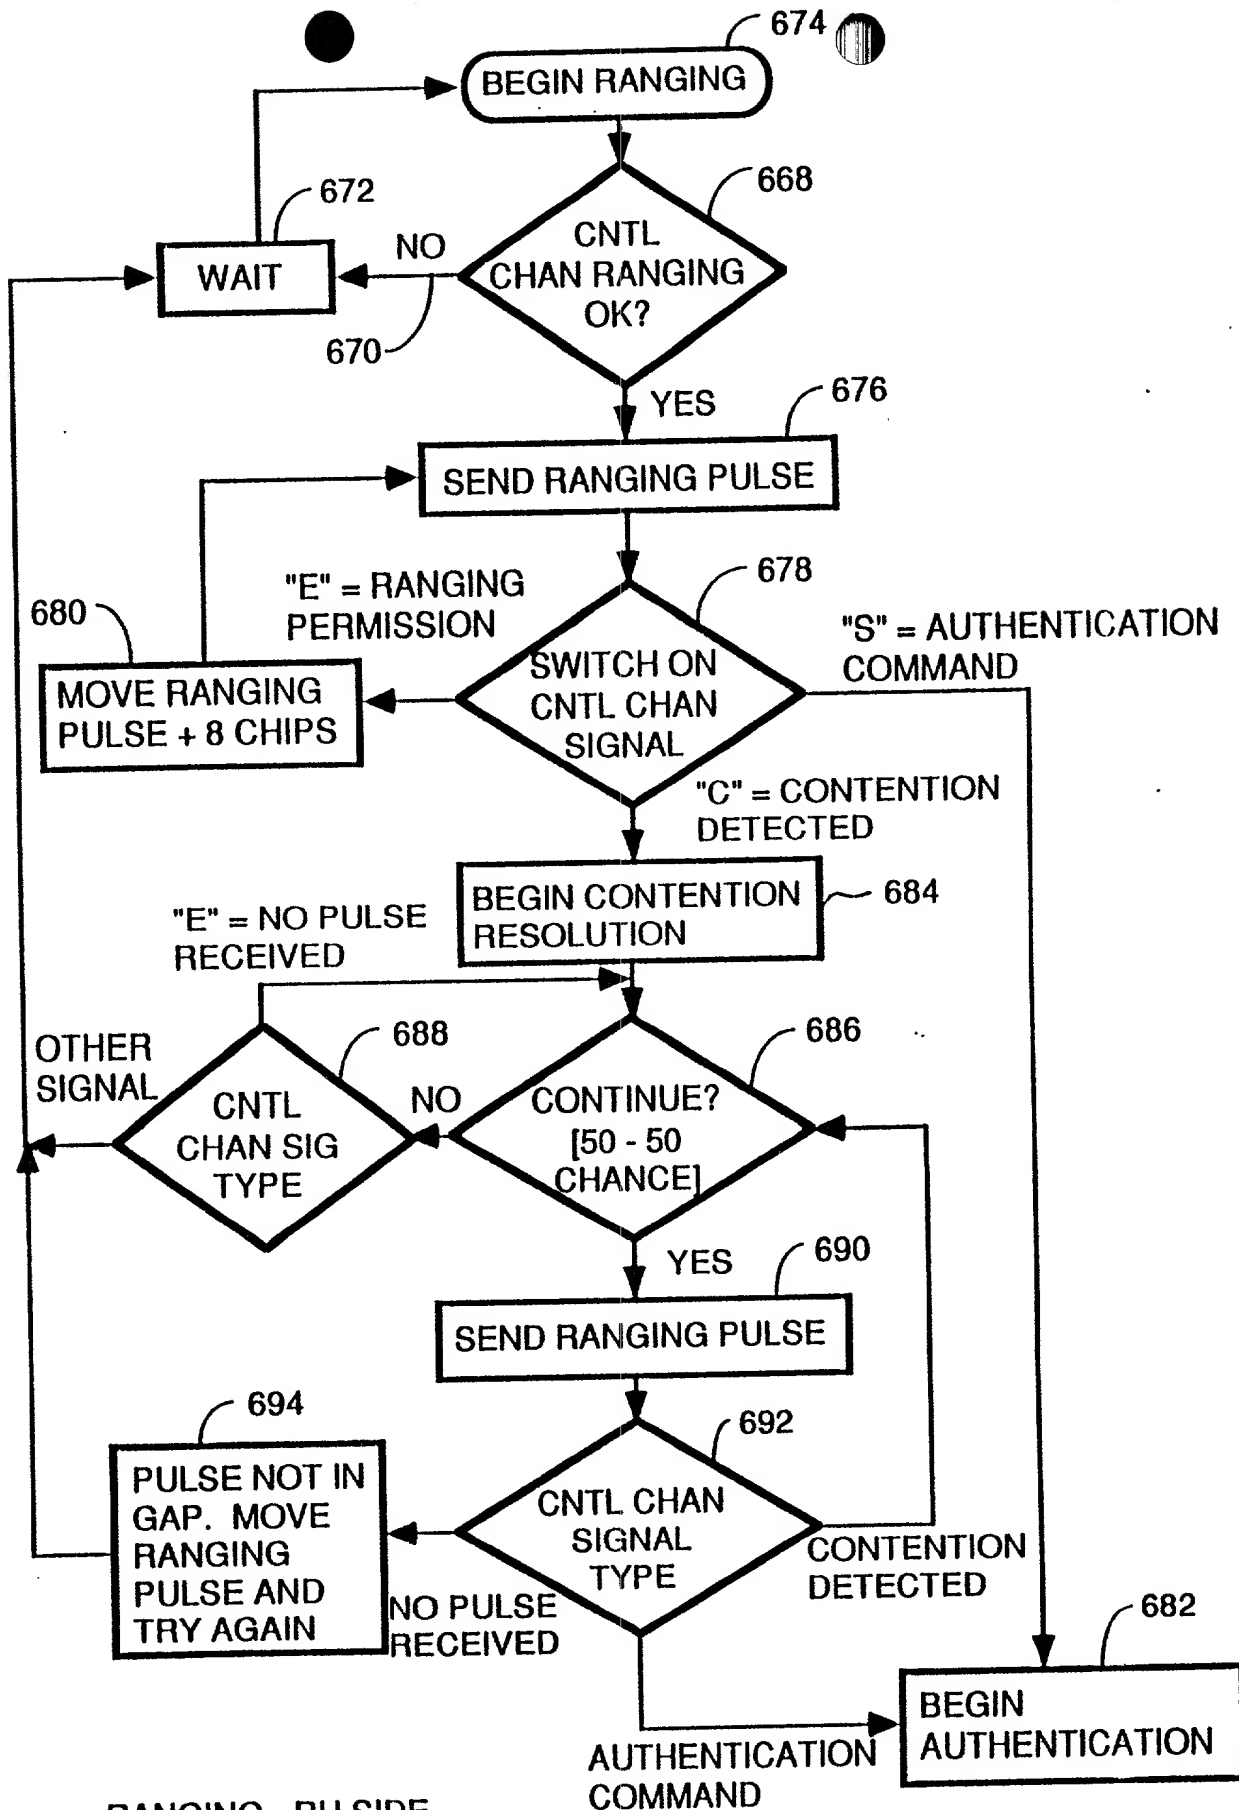 674
BEGIN RANGING
672
668
NO
CNTL
CHAN RANGING
OK?
WAIT
670
YES
676
SEND RANGING PULSE
"E" = RANGING
PERMISSION
678
680
"S" = AUTHENTICATION
COMMAND
MOVE RANGING
PULSE + 8 CHIPS
SWITCH ON
CNTL CHAN
SIGNAL
"C" = CONTENTION
DETECTED
BEGIN CONTENTION
RESOLUTION
684
"E" = NO PULSE
RECEIVED
OTHER
SIGNAL
688
686
CNTL
CHAN SIG
TYPE
NO
CONTINUE?
[50 - 50
CHANCE]
YES
690
SEND RANGING PULSE
694
692
PULSE NOT IN
GAP. MOVE
RANGING
PULSE AND
TRY AGAIN
CNTL CHAN
SIGNAL
TYPE
CONTENTION
DETECTED
NO PULSE
RECEIVED
682
BEGIN
AUTHENTICATION
AUTHENTICATION
COMMAND
RANGING - RU SIDE